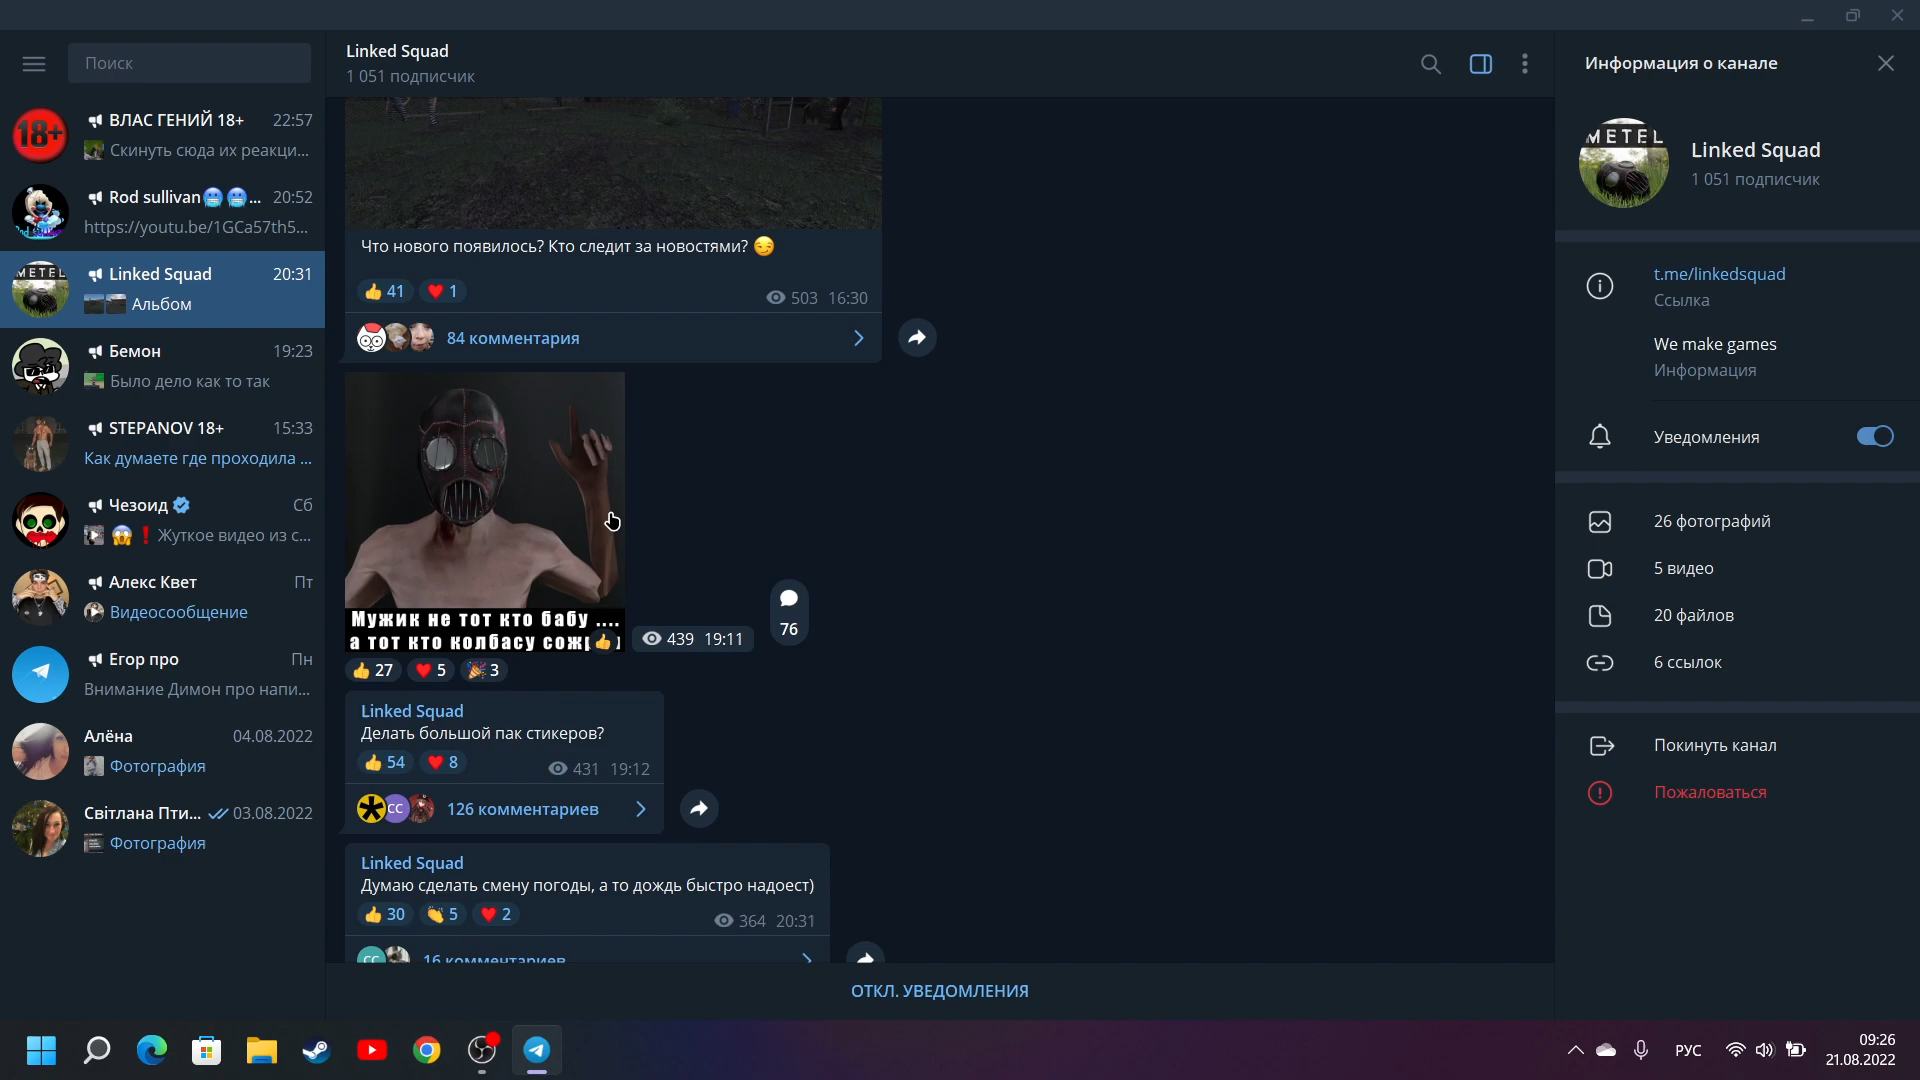 Поиск
ВЛАС ГЕНИЙ 18+ 22:57
Скинуть сюда их реакци...
18+
Rod sullivan🥶🥶... 20:52
https://youtu.be/1GCa57th5...
METEL
Linked Squad 20:31
Альбом
Бемон 19:23
Было дело как то так
STEPANOV 18+ 15:33
Как думаете где проходила ...
Чезоид Сб
😱❗Жуткое видео из с...
Алекс Квет Пт
Видеосообщение
Егор про Пн
Внимание Димон про напи...
Алёна 04.08.2022
Фотография
Світлана Пти... 03.08.2022
Фотография
Linked Squad
1 051 подписчик
Что нового появилось? Кто следит за новостями? 😏
👍 41 ❤ 1
503 16:30
84 комментария
Мужик не тот кто бабу ....
а тот кто колбасу
439 19:11
76
👍 27 ❤ 5 🎉 3
Linked Squad
Делать большой пак стикеров?
👍 54 ❤ 8
431 19:12
CC
126 комментариев
Linked Squad
Думаю сделать смену погоды, а то дождь быстро надоест)
👍 30 👏 5 ❤ 2
364 20:31
CC
16 комментариев
ОТКЛ. УВЕДОМЛЕНИЯ
Информация о канале
METEL
Linked Squad
1 051 подписчик
t.me/linkedsquad
Ссылка
We make games
Информация
Уведомления
26 фотографий
5 видео
20 файлов
6 ссылок
Покинуть канал
Пожаловаться
РУС
09:26
21.08.2022